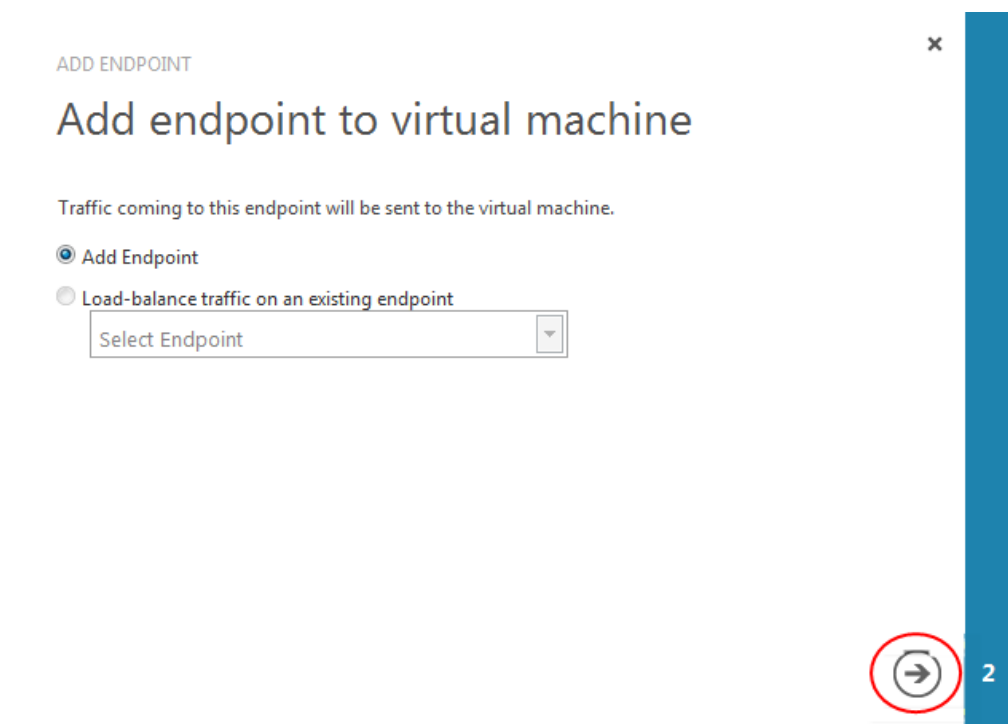 ADD ENDPOINT
Add endpoint to virtual machine
Traffic coming to this endpoint will be sent to the virtual machine.
Add Endpoint
Load-balance traffic on an existing endpoint
Select Endpoint
2